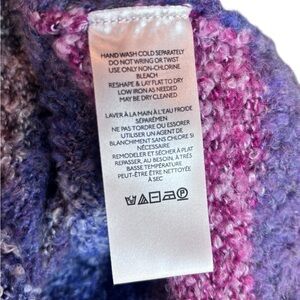 HAND WASH COLD SEPARATELY
DO NOT WRING OR TWIST
USE ONLY NON-CHLORINE
BLEACH
RESHAPE & LAY FLAT TO DRY
LOW IRON AS NEEDED
MAY BE DRY CLEANED
LAVER À LA MAIN À L'EAU FROIDE
SÉPARÉMEN
NE PAS TORDRE OU ESSORER
UTILISER UN AGENT DE
BLANCHIMENT SANS CHLORE SI
NÉCESSAIRE
REMODELER ET SÉCHER À PLAT
REPASSER, AU BESOIN, À TRÈS
BASSE TEMPÉRATURE
PEUT-ÊTRE ÊTRE NETTOYÉE
À SEC